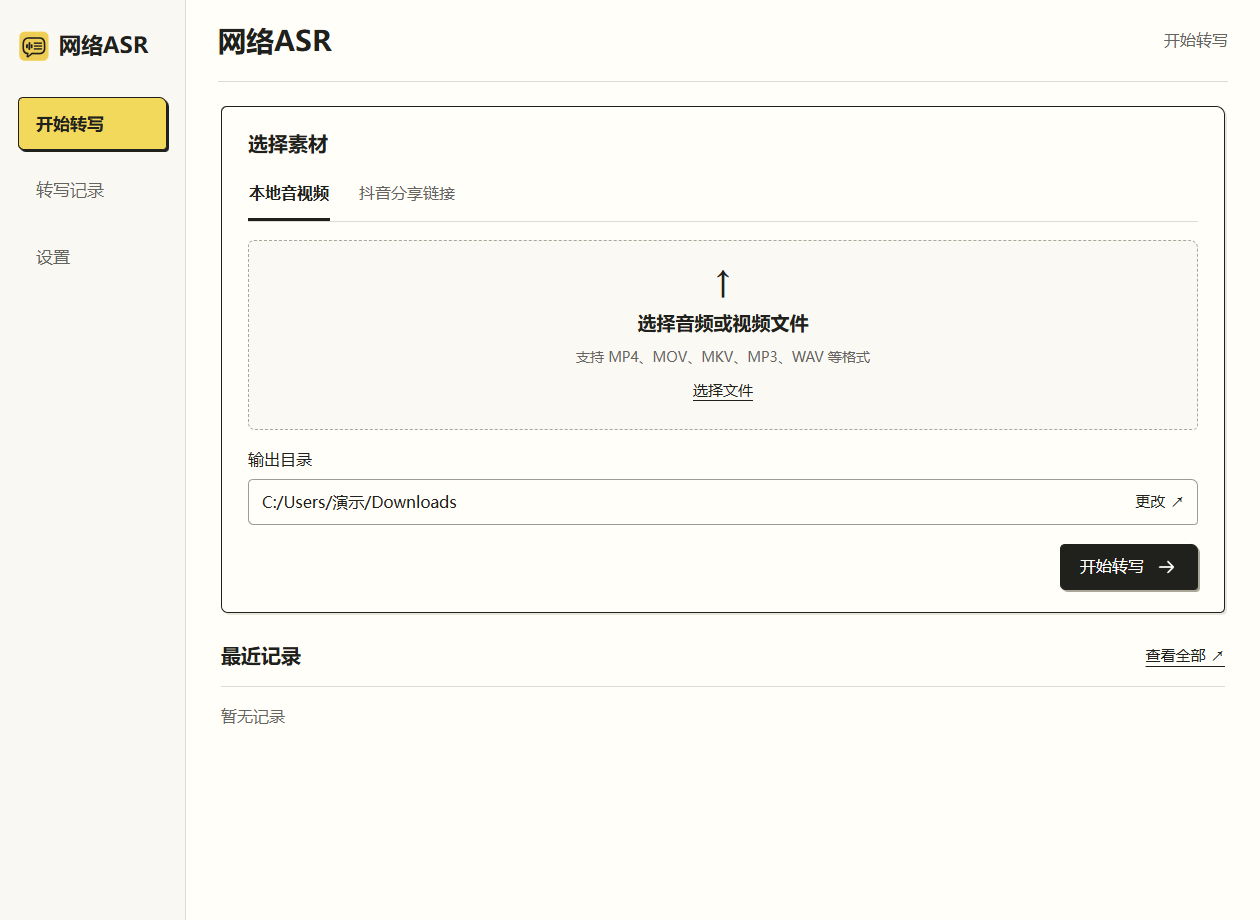 网络ASR
开始转写
转写记录
设置
网络ASR
开始转写
选择素材
本地音视频
抖音分享链接
↑
选择音频或视频文件
支持 MP4、MOV、MKV、MP3、WAV 等格式
选择文件
输出目录
C:/Users/演示/Downloads
更改 ↗
开始转写 →
最近记录
查看全部 ↗
暂无记录